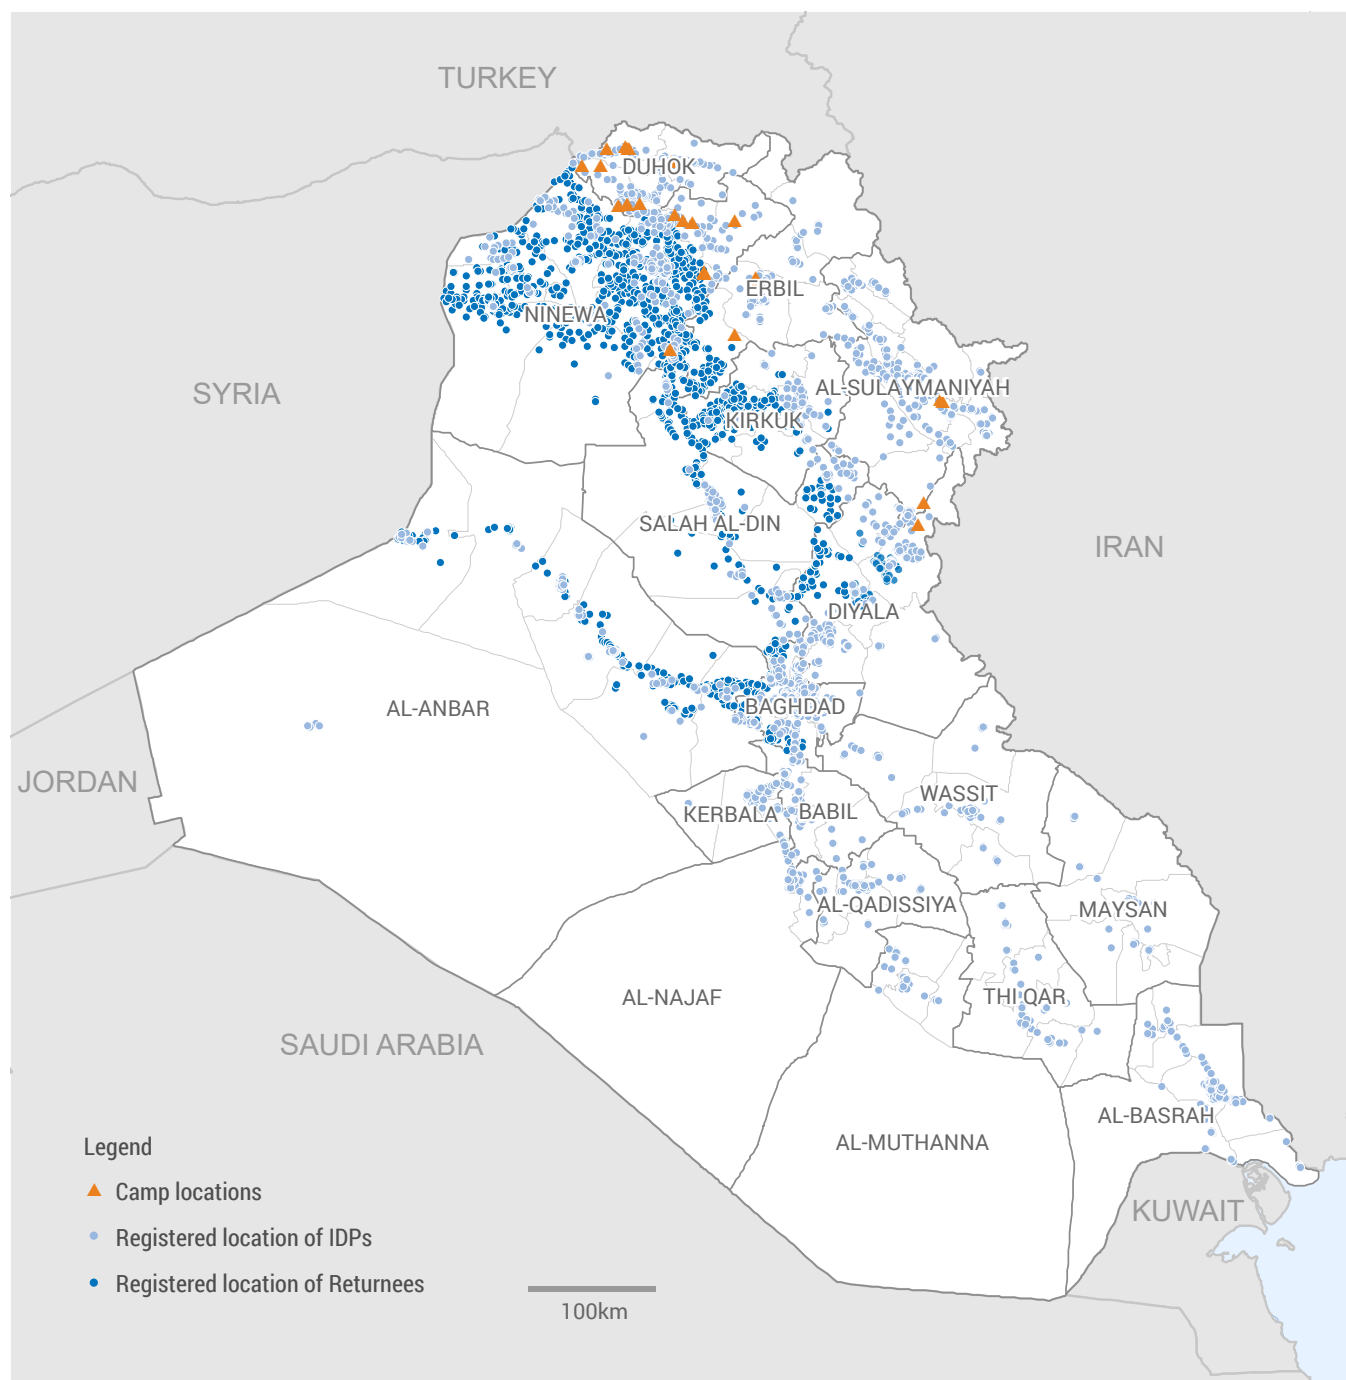 TURKEY
DUHOK
ERBIL
NINEWA
SYRIA
AL-SULAYMANIYAH
KIRKUK
SALAH AL-DIN
IRAN
DIYALA
AL-ANBAR
BAGHDAD
JORDAN
WASSIT
KERBALA
BABIL
AL-QADISSIYA
MAYSAN
AL-NAJAF
THI QAR
SAUDI ARABIA
AL-BASRAH
AL-MUTHANNA
KUWAIT
Legend
Camp locations
Registered location of IDPs
Registered location of Returnees
100km